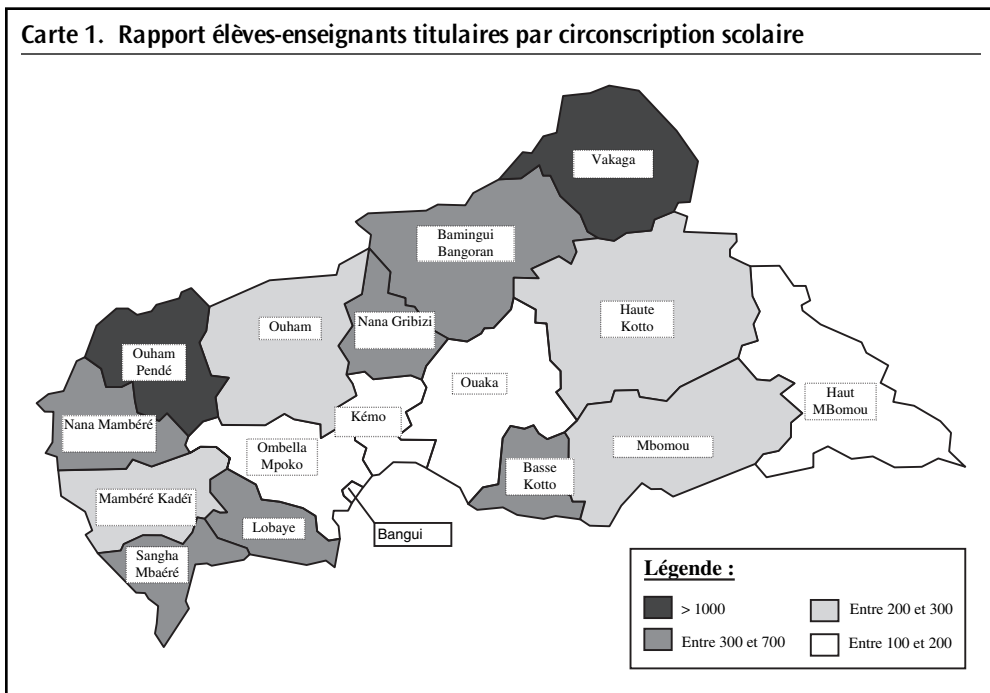 Carte 1. Rapport élèves-enseignants titulaires par circonscription scolaire
Vakaga
Bamingui
Bangoran
Haute
Kotto
Ouham
Nana Gribizi
Ouham
Pendé
Ouaka
Haut
MBomou
Kémo
Nana Mambéré
Ombella
Mpoko
Mbomou
Basse
Kotto
Mambéré Kadéï
Lobaye
Bangui
Sangha
Mbaéré
Légende :
> 1000
Entre 200 et 300
Entre 300 et 700
Entre 100 et 200